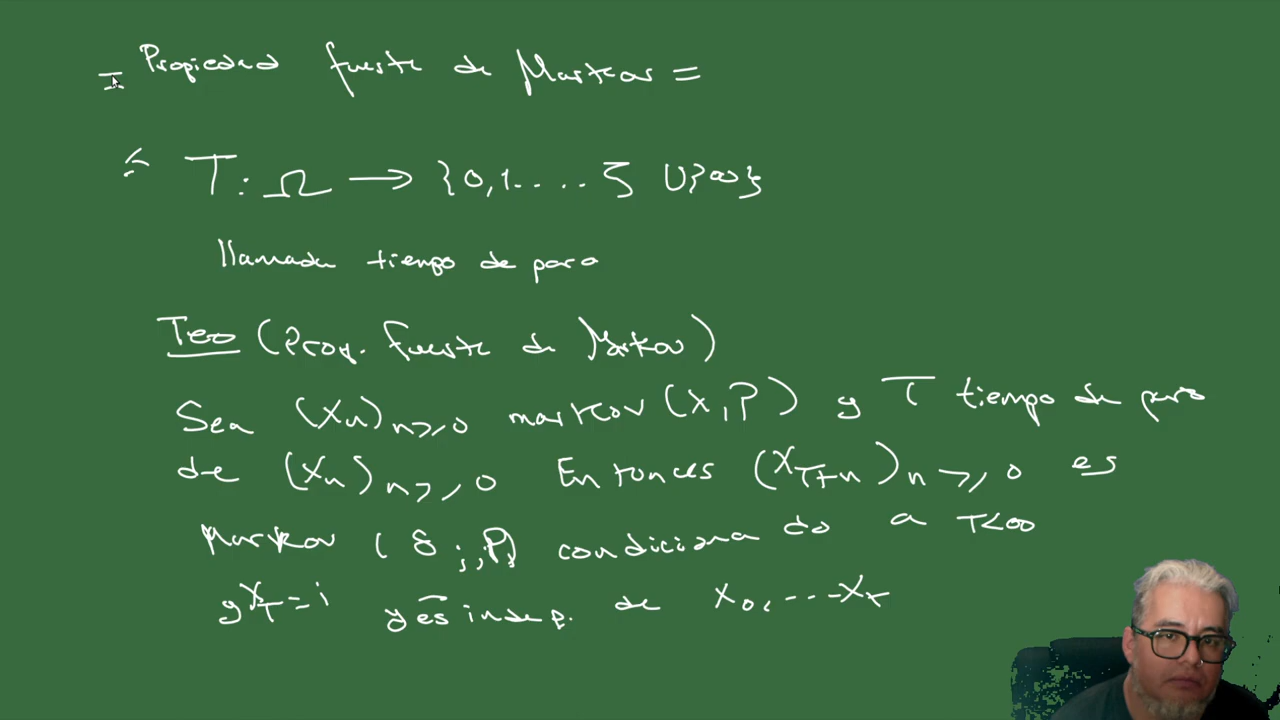 = Propiedad fuerte de Markov =
T: Ω → {0,1.... } U{∞}
llamada tiempo de paro
Teo (Prop. fuerte de Markov)
Sea (Xn)n≥0 markov (λ,P) y T tiempo de paro
de (Xn)n≥0 Entonces (XT+n)n≥0 es
Markov (δi,P) condicionado a T<∞
y XT=i y es indep. de X0,...XT